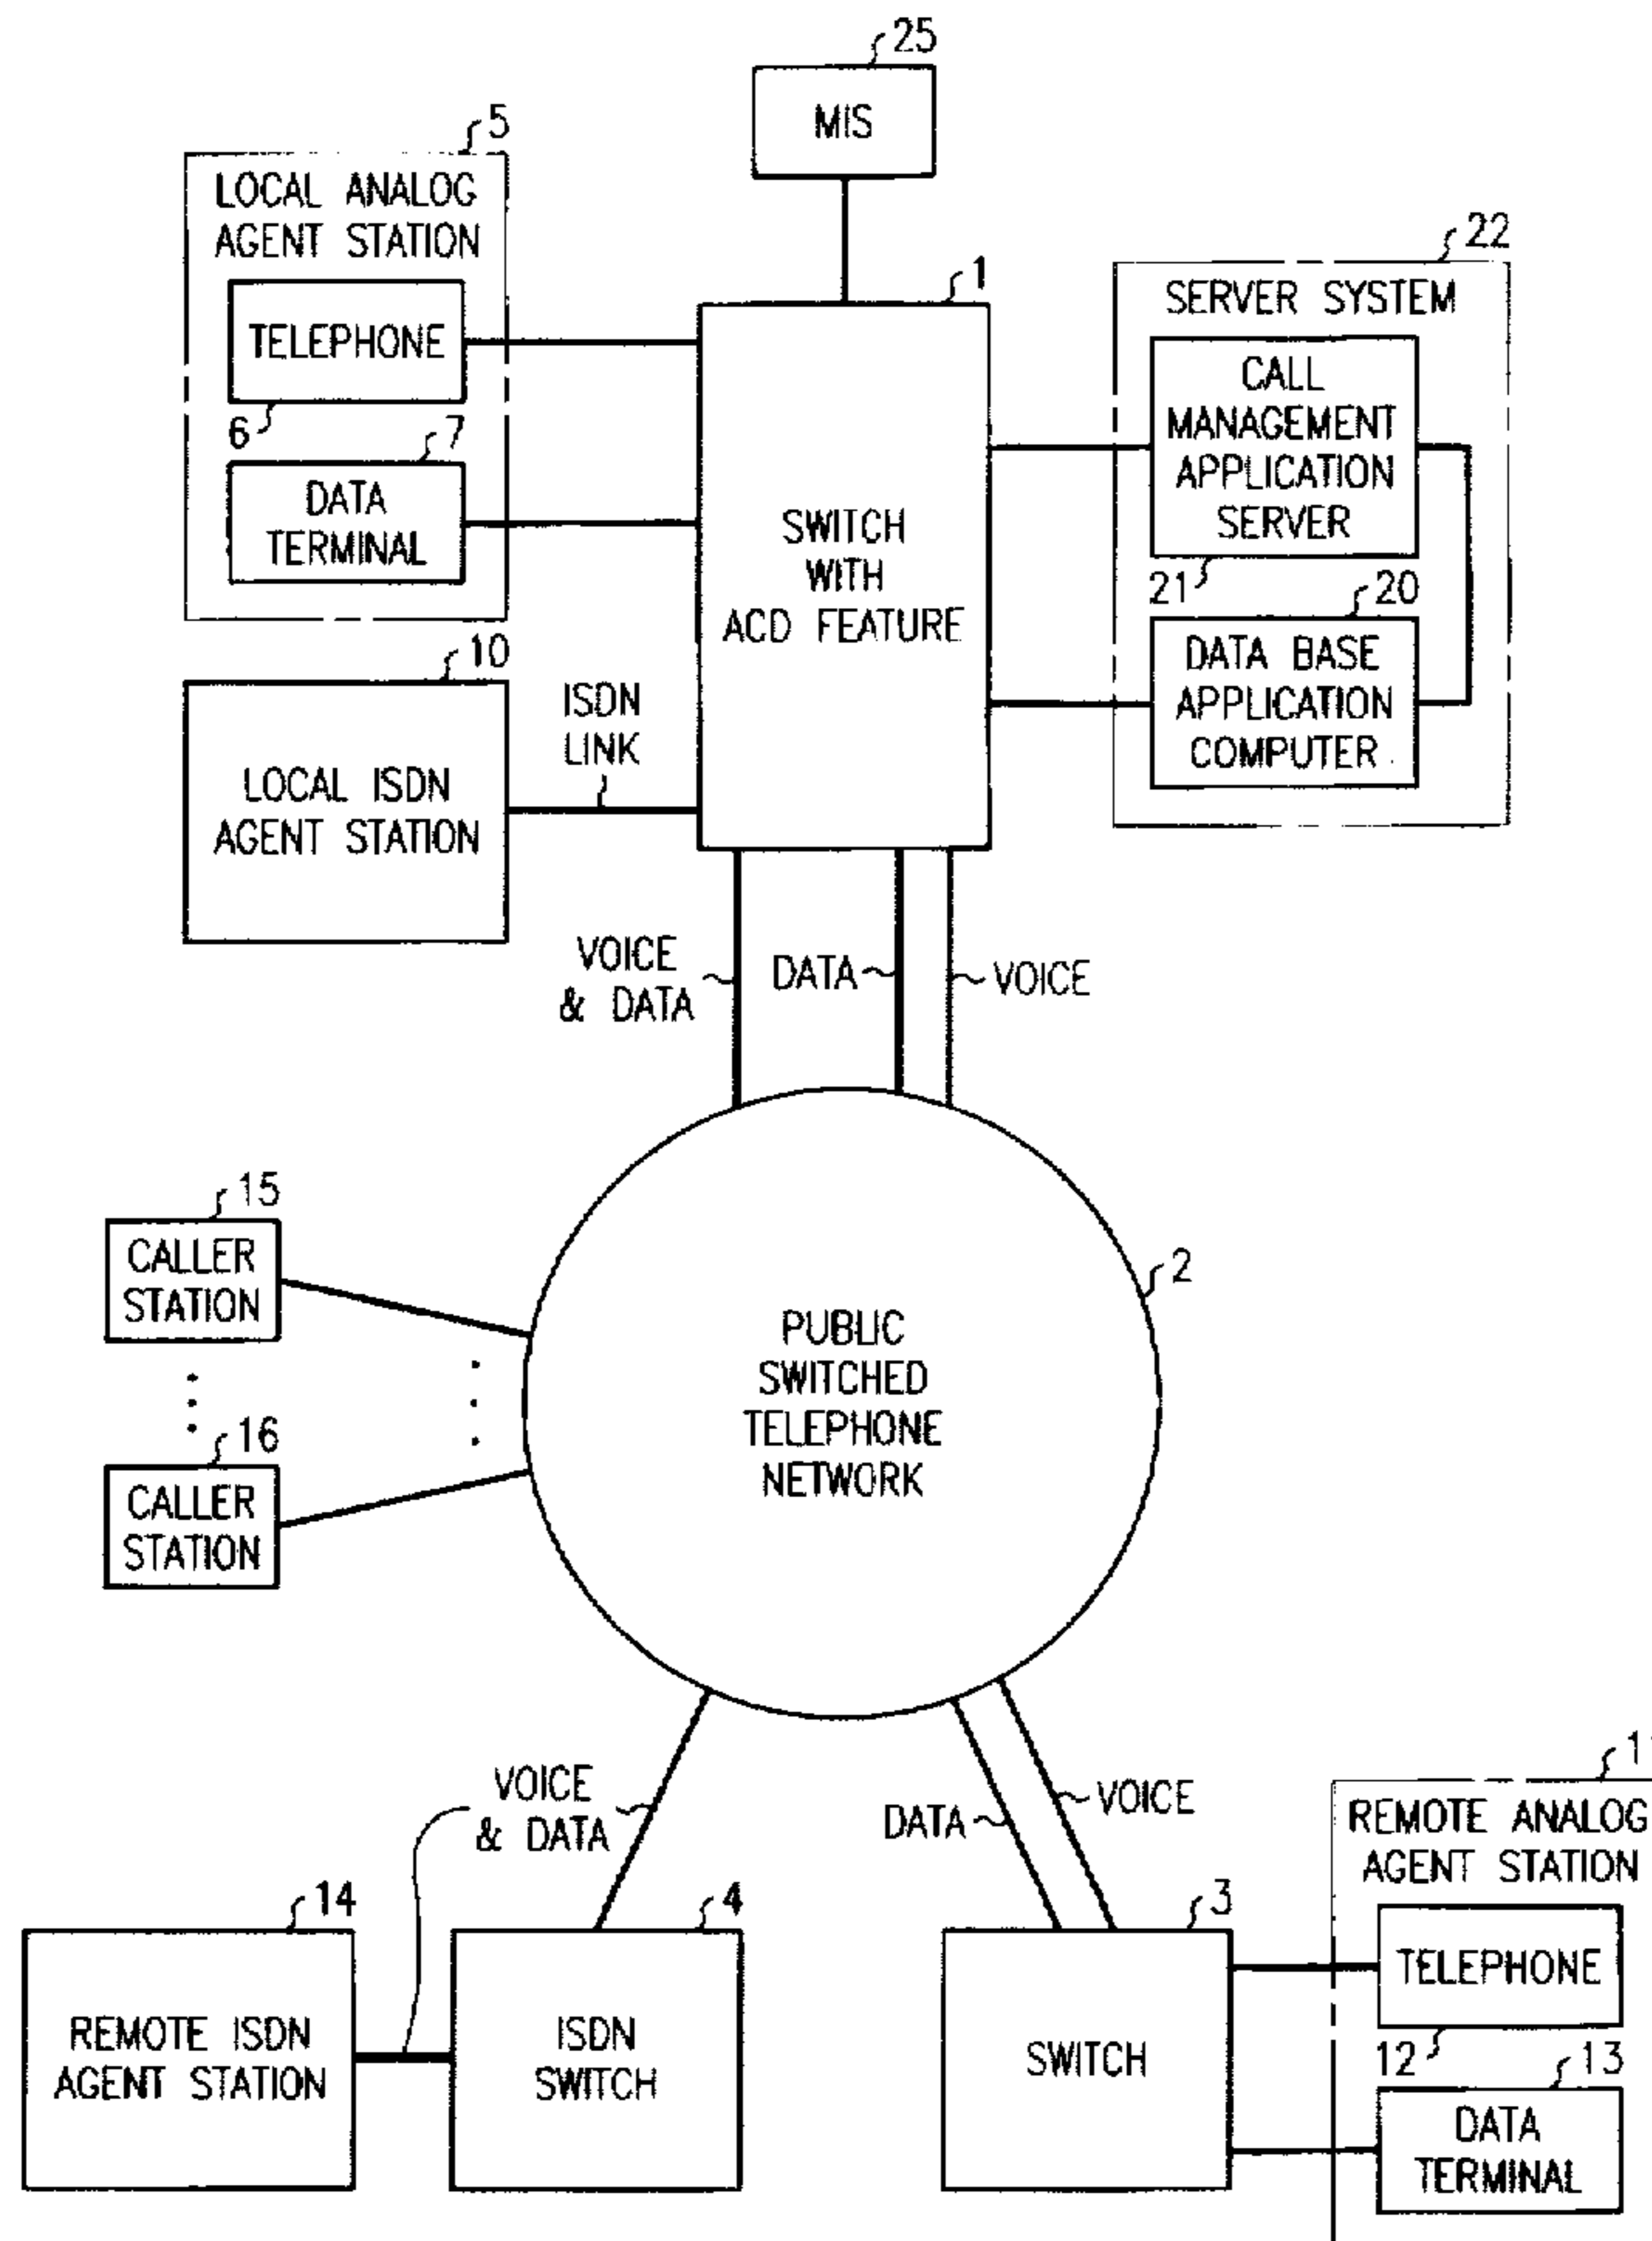 25
MIS
5
LOCAL ANALOG
AGENT STATION
TELEPHONE
6
7
DATA
TERMINAL
1
SWITCH
WITH
ACD FEATURE
22
SERVER SYSTEM
CALL
MANAGEMENT
APPLICATION
SERVER
21
20
DATA BASE
APPLICATION
COMPUTER
10
LOCAL ISDN
AGENT STATION
ISDN
LINK
VOICE
& DATA
DATA
VOICE
15
CALLER
STATION
16
CALLER
STATION
2
PUBLIC
SWITCHED
TELEPHONE
NETWORK
VOICE
& DATA
DATA
VOICE
14
REMOTE ISDN
AGENT STATION
4
ISDN
SWITCH
3
SWITCH
REMOTE ANALOG
AGENT STATION
TELEPHONE
12
13
DATA
TERMINAL